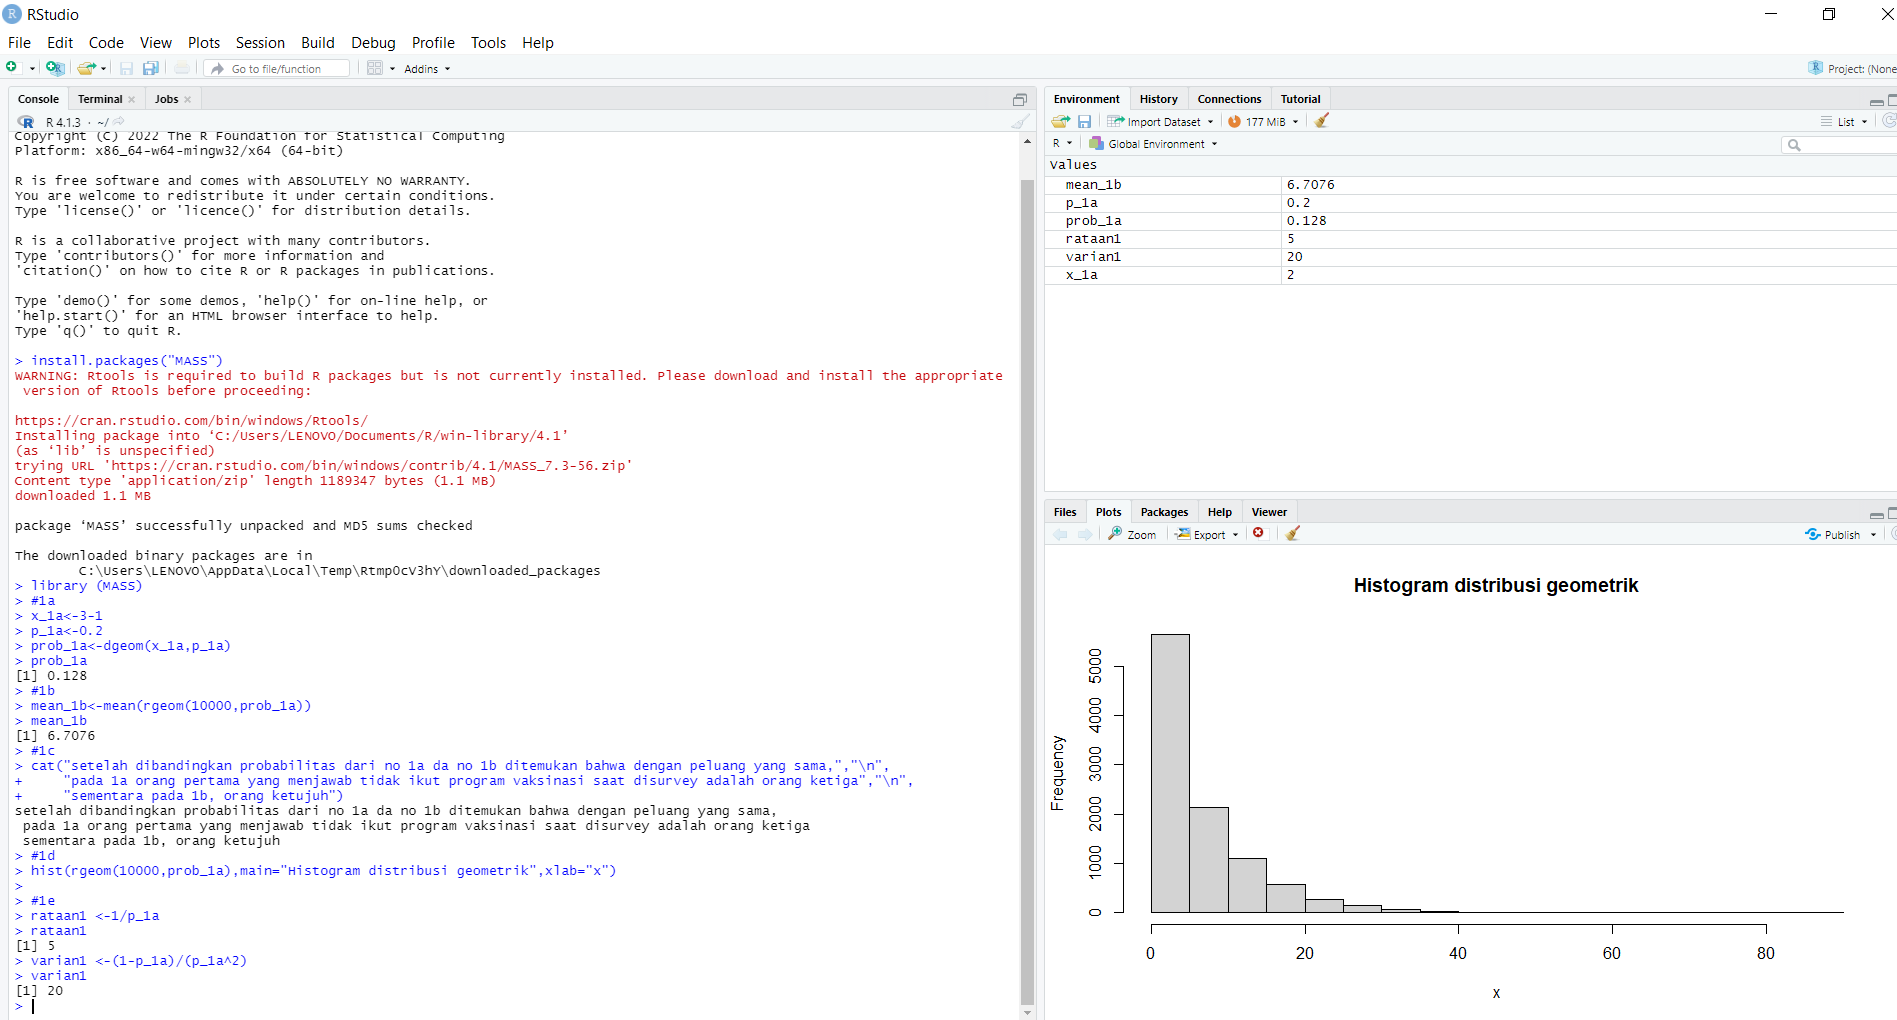 RStudio
File Edit Code View Plots Session Build Debug Profile Tools Help
Go to file/function Addins Project: (None
Console Terminal Jobs
R 4.1.3 · ~/
Copyright (C) 2022 The R Foundation for Statistical Computing
Platform: x86_64-w64-mingw32/x64 (64-bit)
R is free software and comes with ABSOLUTELY NO WARRANTY.
You are welcome to redistribute it under certain conditions.
Type 'license()' or 'licence()' for distribution details.
R is a collaborative project with many contributors.
Type 'contributors()' for more information and
'citation()' on how to cite R or R packages in publications.
Type 'demo()' for some demos, 'help()' for on-line help, or
'help.start()' for an HTML browser interface to help.
Type 'q()' to quit R.
> install.packages("MASS")
WARNING: Rtools is required to build R packages but is not currently installed. Please download and install the appropriate
version of Rtools before proceeding:
https://cran.rstudio.com/bin/windows/Rtools/
Installing package into ‘C:/Users/LENOVO/Documents/R/win-library/4.1’
(as ‘lib’ is unspecified)
trying URL 'https://cran.rstudio.com/bin/windows/contrib/4.1/MASS_7.3-56.zip'
Content type 'application/zip' length 1189347 bytes (1.1 MB)
downloaded 1.1 MB
package ‘MASS’ successfully unpacked and MD5 sums checked
The downloaded binary packages are in
C:\Users\LENOVO\AppData\Local\Temp\Rtmp0cV3hY\downloaded_packages
> library (MASS)
> #1a
> x_1a<-3-1
> p_1a<-0.2
> prob_1a<-dgeom(x_1a,p_1a)
> prob_1a
[1] 0.128
> #1b
> mean_1b<-mean(rgeom(10000,prob_1a))
> mean_1b
[1] 6.7076
> #1c
> cat("setelah dibandingkan probabilitas dari no 1a da no 1b ditemukan bahwa dengan peluang yang sama,","\n",
+ "pada 1a orang pertama yang menjawab tidak ikut program vaksinasi saat disurvey adalah orang ketiga","\n",
+ "sementara pada 1b, orang ketujuh")
setelah dibandingkan probabilitas dari no 1a da no 1b ditemukan bahwa dengan peluang yang sama,
pada 1a orang pertama yang menjawab tidak ikut program vaksinasi saat disurvey adalah orang ketiga
sementara pada 1b, orang ketujuh
> #1d
> hist(rgeom(10000,prob_1a),main="Histogram distribusi geometrik",xlab="x")
>
> #1e
> rataan1 <-1/p_1a
> rataan1
[1] 5
> varian1 <-(1-p_1a)/(p_1a^2)
> varian1
[1] 20
>
Environment History Connections Tutorial
Import Dataset 177 MiB List
R Global Environment
Values
mean_1b 6.7076
p_1a 0.2
prob_1a 0.128
rataan1 5
varian1 20
x_1a 2
Files Plots Packages Help Viewer
Zoom Export Publish
Histogram distribusi geometrik
Frequency
5000
4000
3000
2000
1000
0
0 20 40 60 80
x